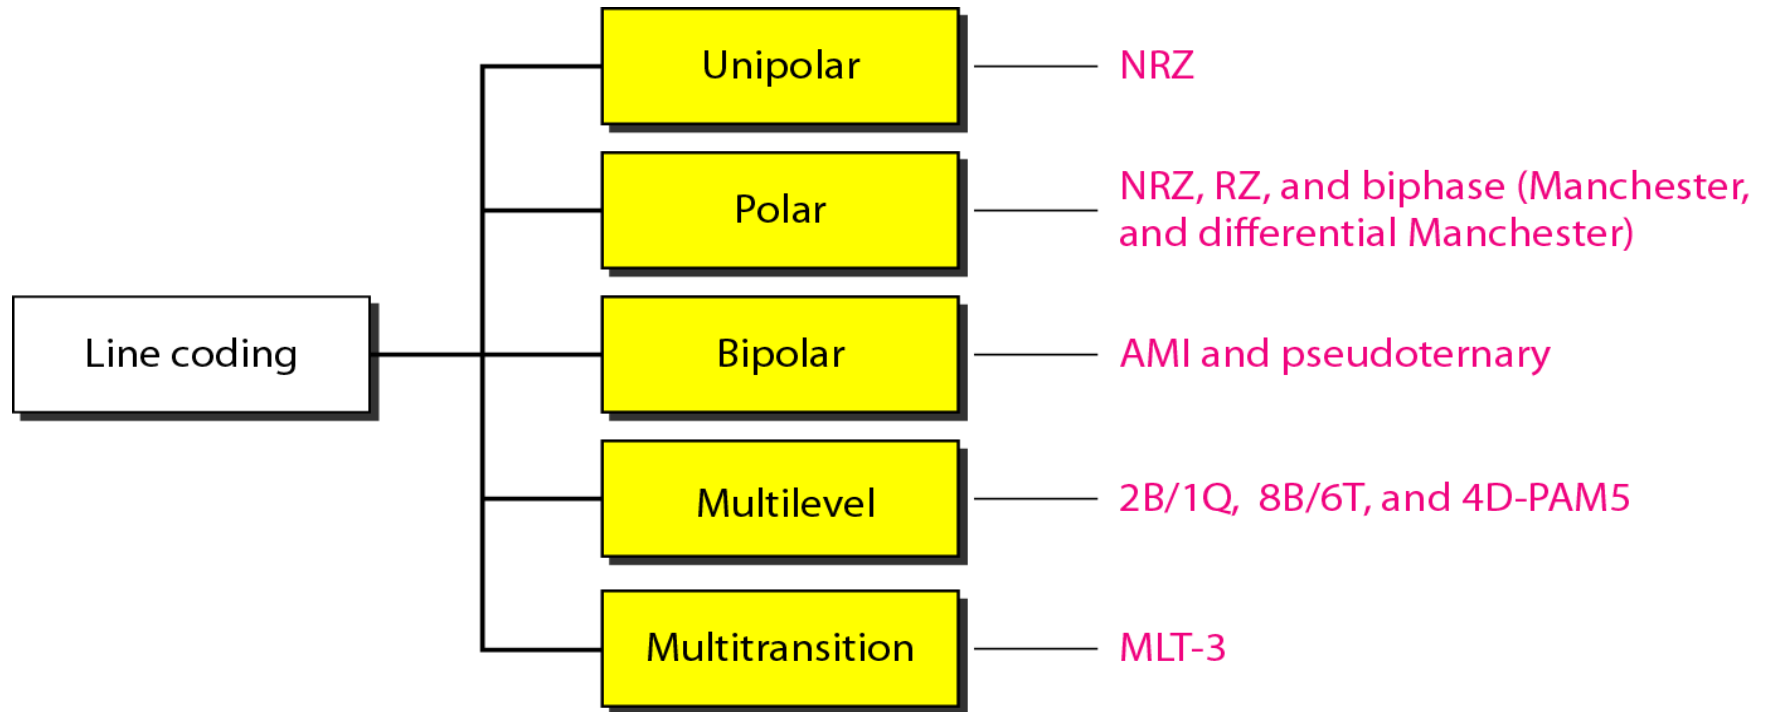 Unipolar
NRZ
Polar
NRZ, RZ, and biphase (Manchester,
and differential Manchester)
Line coding
Bipolar
AMI and pseudoternary
Multilevel
2B/1Q, 8B/6T, and 4D-PAM5
Multitransition
MLT-3